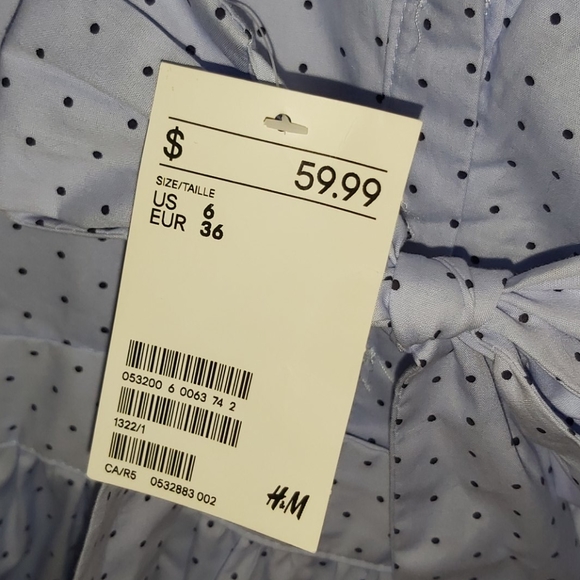 $ 59.99
SIZE/TAILLE
US 6
EUR 36
053200 6 0063 74 2
1322/1
CA/R5 0532883 002
H&M